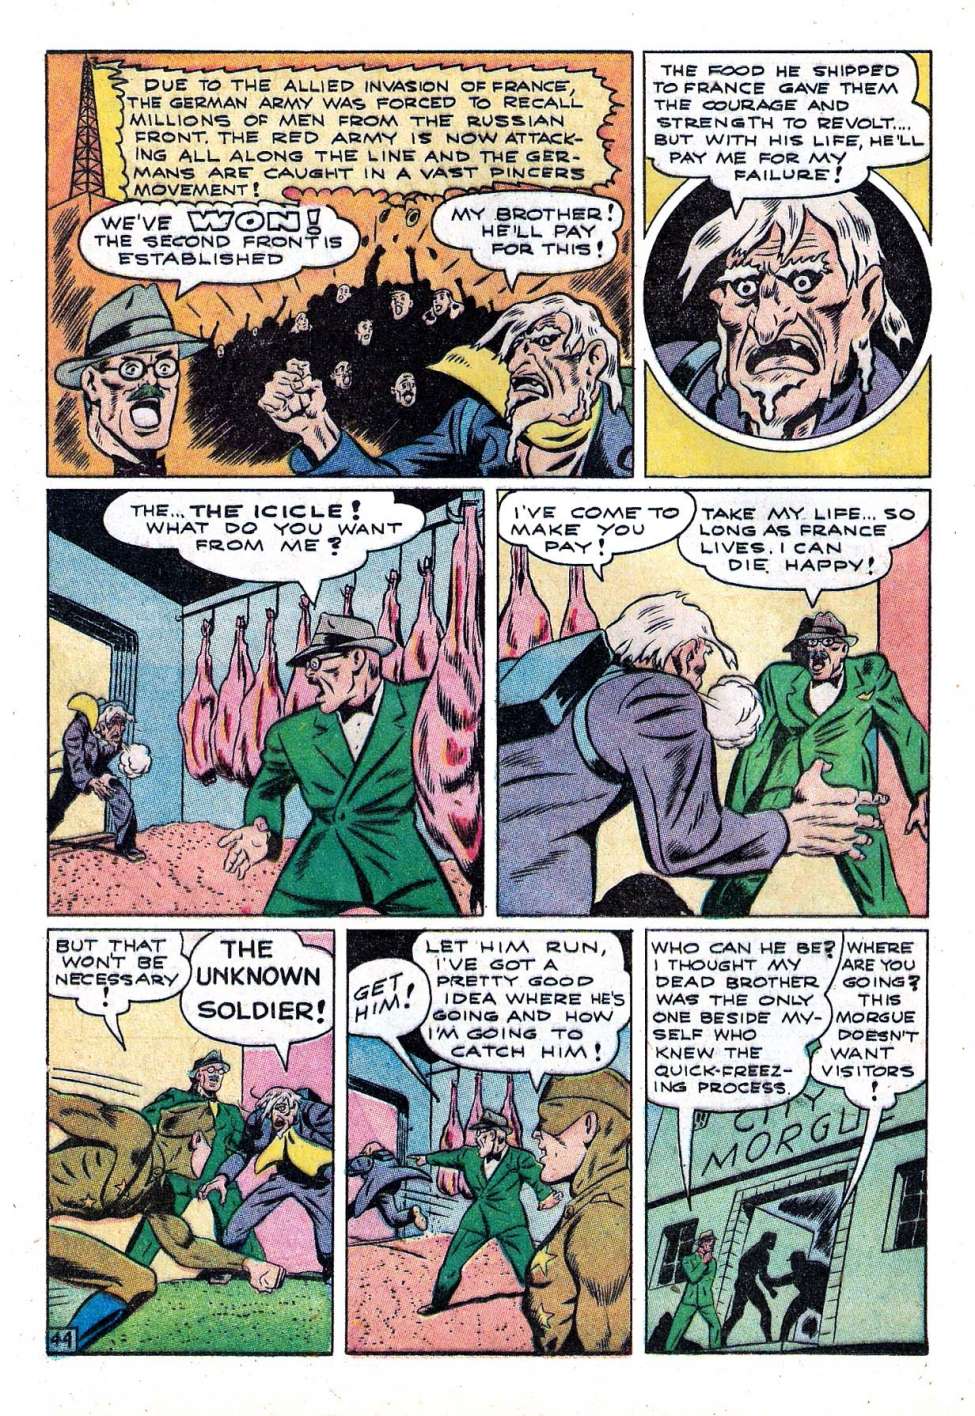 DUE TO THE ALLIED INVASION OF FRANCE,
THE GERMAN ARMY WAS FORCED TO RECALL
MILLIONS OF MEN FROM THE RUSSIAN
FRONT. THE RED ARMY IS NOW ATTACK-
ING ALL ALONG THE LINE AND THE GER-
MANS ARE CAUGHT IN A VAST PINCERS
MOVEMENT!
WE'VE WON!
THE SECOND FRONT IS
ESTABLISHED
MY BROTHER!
HE'LL PAY
FOR THIS!
THE FOOD HE SHIPPED
TO FRANCE GAVE THEM
THE COURAGE AND
STRENGTH TO REVOLT....
BUT WITH HIS LIFE, HE'LL
PAY ME FOR MY
FAILURE!
THE... THE ICICLE!
WHAT DO YOU WANT
FROM ME?
I'VE COME TO
MAKE YOU
PAY!
TAKE MY LIFE... SO
LONG AS FRANCE
LIVES, I CAN
DIE HAPPY!
BUT THAT
WON'T BE
NECESSARY
!
THE
UNKNOWN
SOLDIER!
GET
HIM!
LET HIM RUN,
I'VE GOT A
PRETTY GOOD
IDEA WHERE HE'S
GOING AND HOW
I'M GOING TO
CATCH HIM!
WHO CAN HE BE?
I THOUGHT MY
DEAD BROTHER
WAS THE ONLY
ONE BESIDE MY-
SELF WHO
KNEW THE
QUICK-FREEZ-
ING PROCESS.
WHERE
ARE YOU
GOING?
THIS
MORGUE
DOESN'T
WANT
VISITORS
!
CITY
MORGUE
44